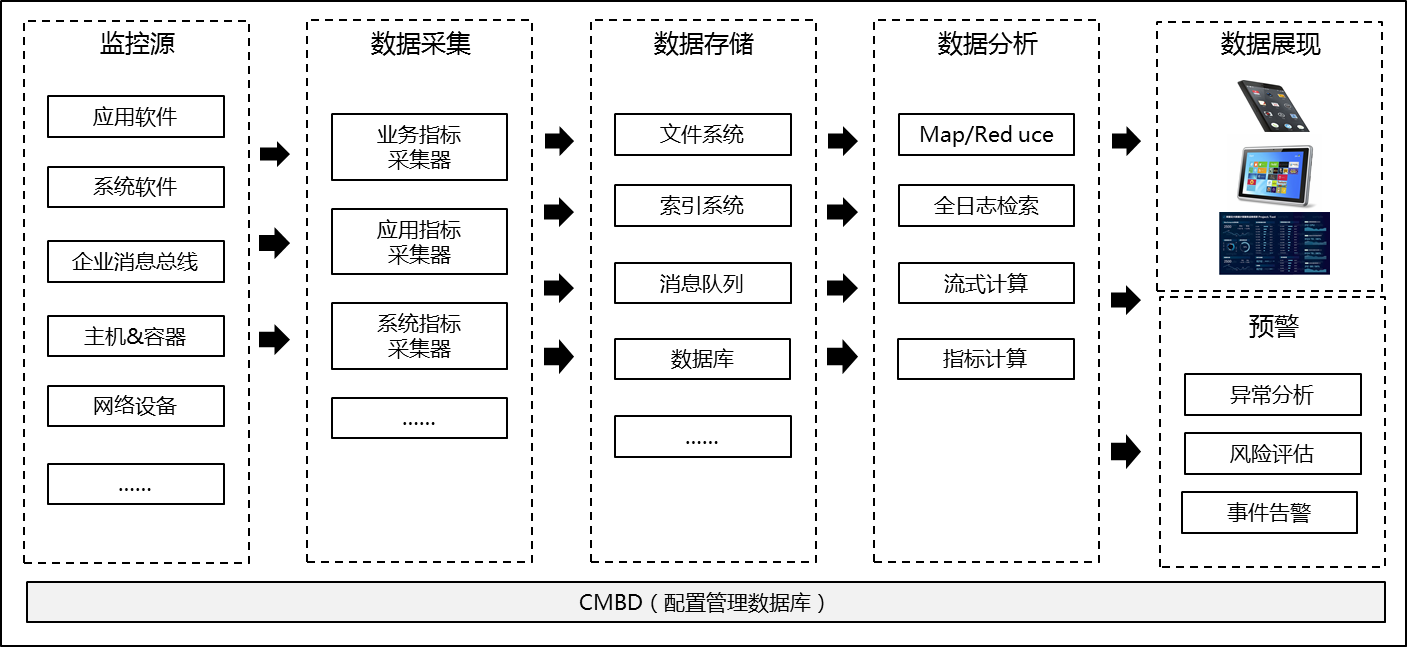 监控源
应用软件
系统软件
企业消息总线
主机&容器
网络设备
……
数据采集
业务指标
采集器
应用指标
采集器
系统指标
采集器
……
数据存储
文件系统
索引系统
消息队列
数据库
……
数据分析
Map/Red uce
全日志检索
流式计算
指标计算
数据展现
预警
异常分析
风险评估
事件告警
CMBD（配置管理数据库）